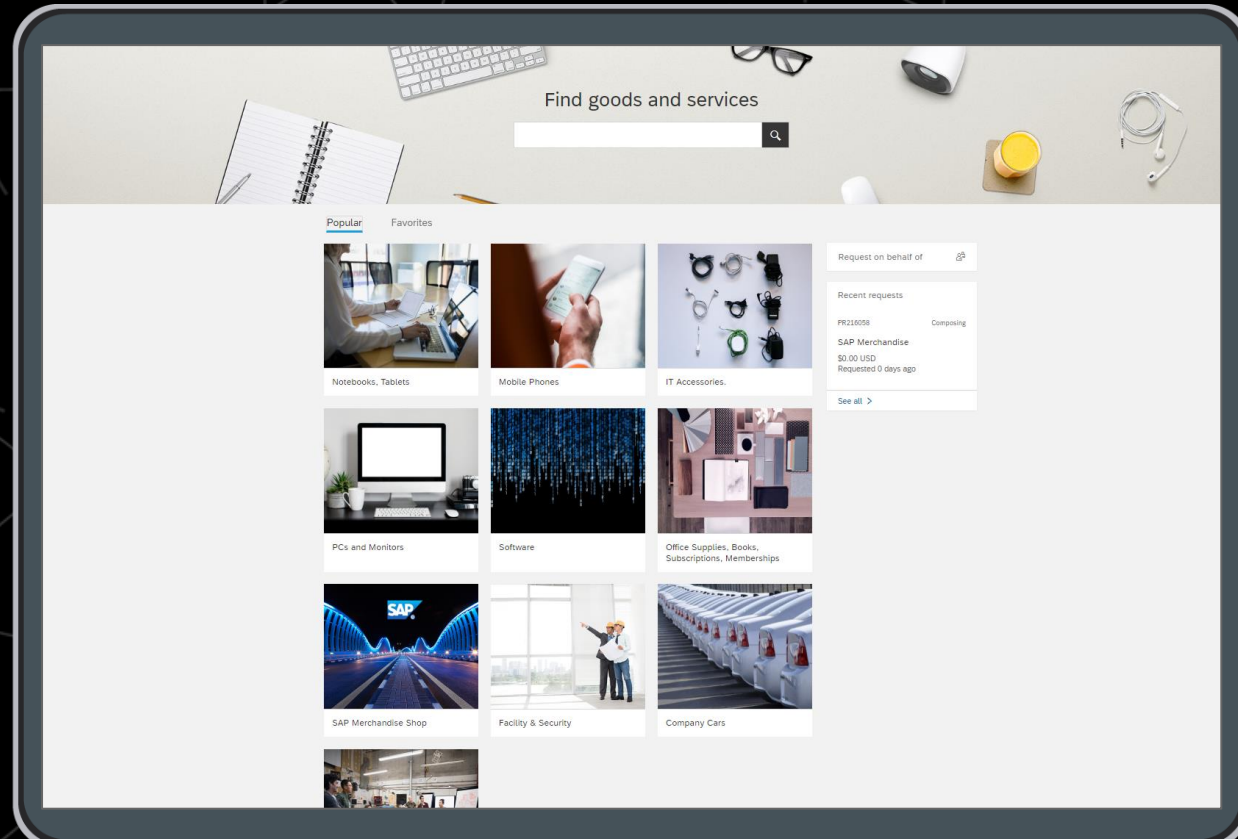 Find goods and services
Popular
Favorites
Notebooks, Tablets
Mobile Phones
IT Accessories.
PCs and Monitors
Software
Office Supplies, Books,
Subscriptions, Memberships
SAP
SAP Merchandise Shop
Facility & Security
Company Cars
Request on behalf of
Recent requests
PR216058
Composing
SAP Merchandise
$0.00 USD
Requested 0 days ago
See all